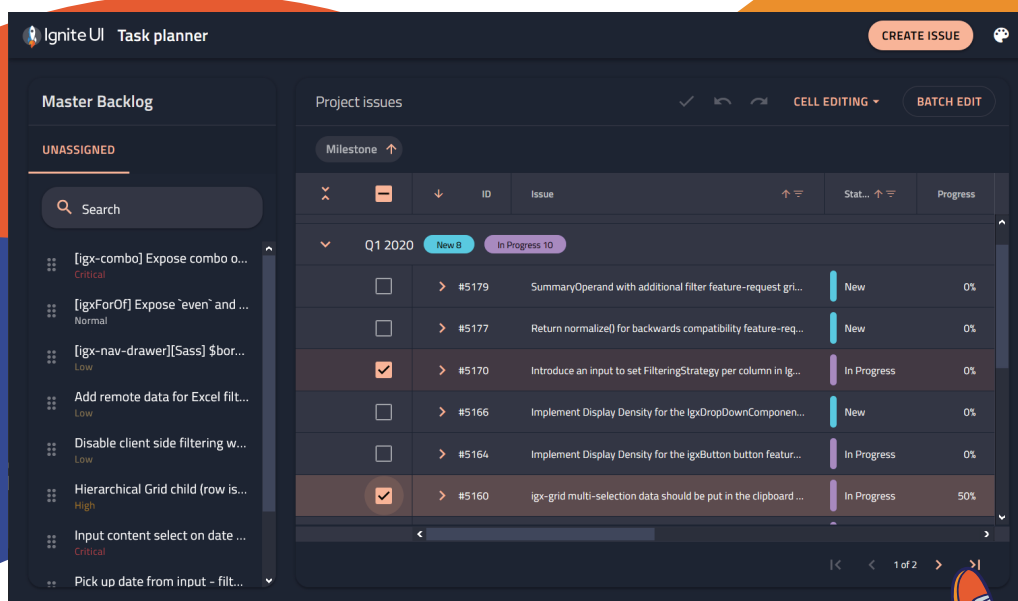 Ignite UI Task planner
CREATE ISSUE
Master Backlog
UNASSIGNED
Search
[igx-combo] Expose combo o...
Critical
[igxForOf] Expose `even` and ...
Normal
[igx-nav-drawer][Sass] $bor...
Low
Add remote data for Excel filt...
Low
Disable client side filtering w...
Low
Hierarchical Grid child (row is...
High
Input content select on date ...
Critical
Pick up date from input - filt...
Project issues
CELL EDITING
BATCH EDIT
Milestone
ID Issue Stat... Progress
Q1 2020 New 8 In Progress 10
#5179 SummaryOperand with additional filter feature-request gri... New 0%
#5177 Return normalize() for backwards compatibility feature-req... New 0%
#5170 Introduce an input to set FilteringStrategy per column in Ig... In Progress 0%
#5166 Implement Display Density for the IgxDropDownComponen... New 0%
#5164 Implement Display Density for the igxButton button featur... In Progress 0%
#5160 igx-grid multi-selection data should be put in the clipboard ... In Progress 50%
1 of 2